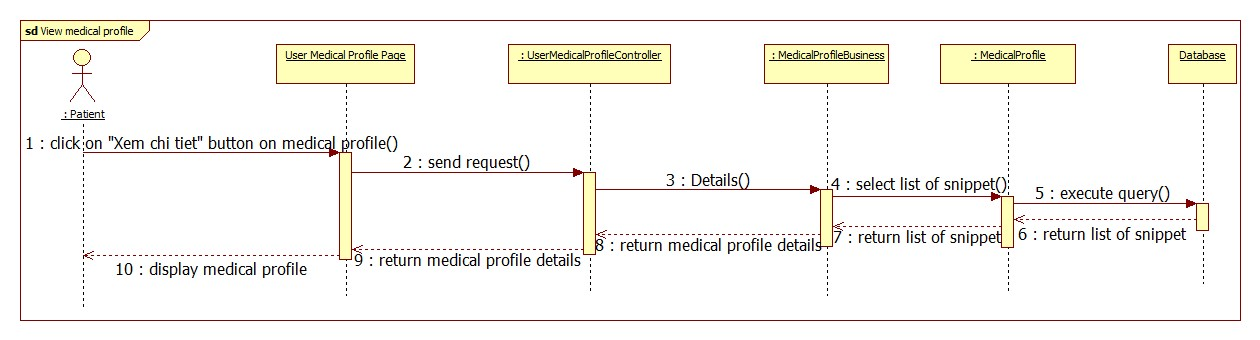 sd View medical profile
: Patient
User Medical Profile Page
: UserMedicalProfileController
: MedicalProfileBusiness
: MedicalProfile
Database
1 : click on "Xem chi tiet" button on medical profile()
2 : send request()
3 : Details()
4 : select list of snippet()
5 : execute query()
6 : return list of snippet
7 : return list of snippet
8 : return medical profile details
9 : return medical profile details
10 : display medical profile